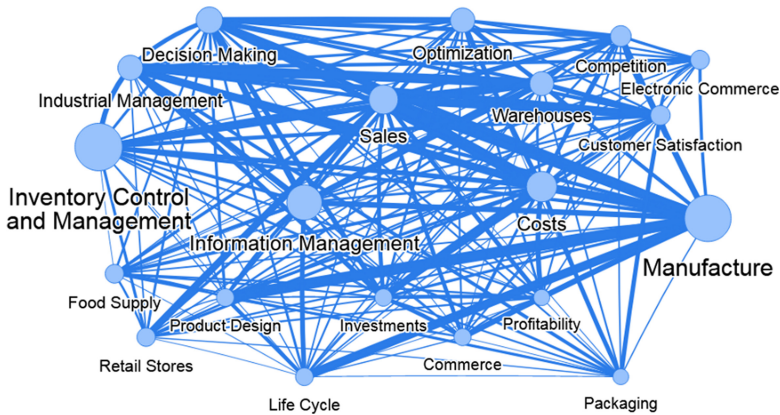 Decision Making
Optimization
Competition
Electronic Commerce
Industrial Management
Warehouses
Sales
Customer Satisfaction
Inventory Control
and Management
Information Management
Costs
Manufacture
Food Supply
Product Design
Investments
Profitability
Retail Stores
Commerce
Life Cycle
Packaging